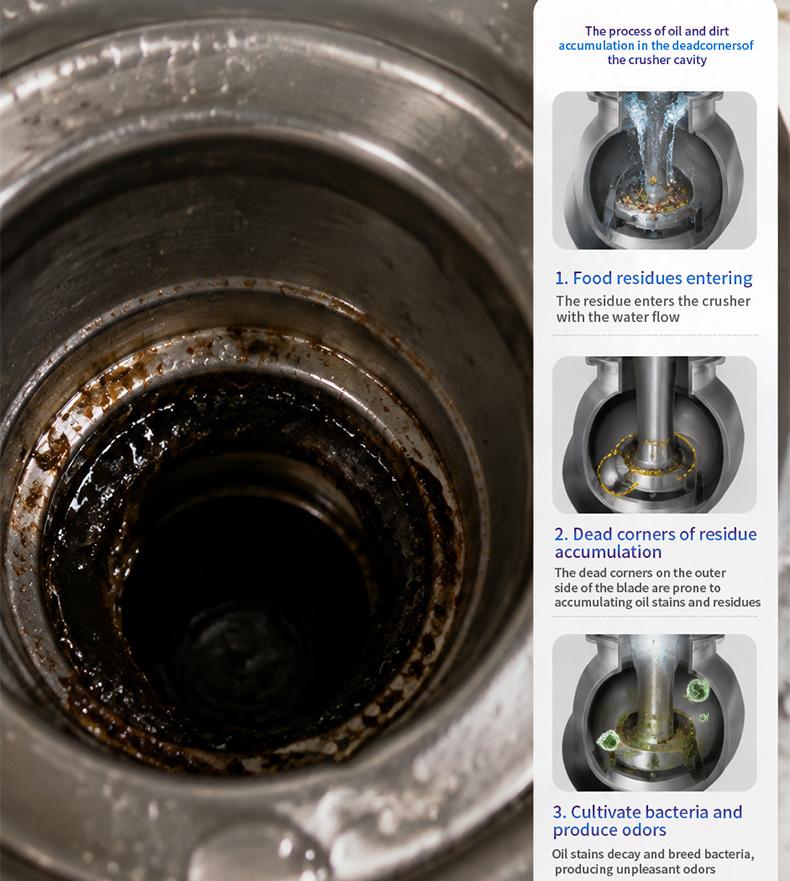 The process of oil and dirt
accumulation in the deadcornersof
the crusher cavity
1. Food residues entering
The residue enters the crusher
with the water flow
2. Dead corners of residue
accumulation
The dead corners on the outer
side of the blade are prone to
accumulating oil stains and residues
3. Cultivate bacteria and
produce odors
Oil stains decay and breed bacteria,
producing unpleasant odors